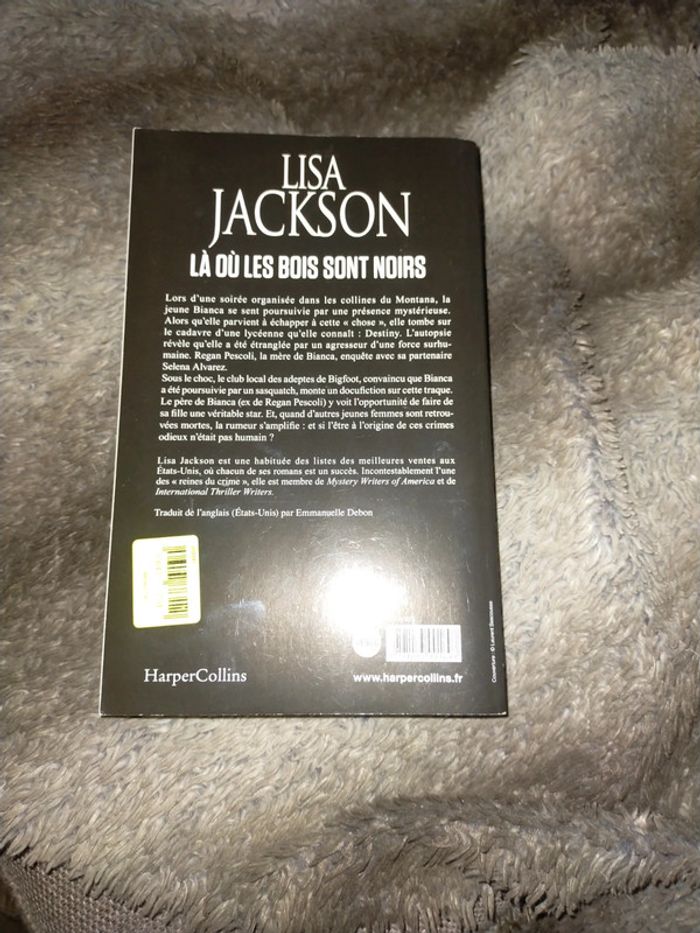 LISA
JACKSON
LÀ OÙ LES BOIS SONT NOIRS
Lors d'une soirée organisée dans les collines du Montana, la
jeune Bianca se sent poursuivie par une présence mystérieuse.
Alors qu'elle parvient à échapper à cette « chose », elle tombe sur
le cadavre d'une lycéenne qu'elle connaît : Destiny. L'autopsie
révèle qu'elle a été étranglée par un agresseur d'une force surhu-
maine. Regan Pescoli, la mère de Bianca, enquête avec sa partenaire
Selena Alvarez.
Sous le choc, le club local des adeptes de Bigfoot, convaincu que Bianca
a été poursuivie par un sasquatch, monte un docufiction sur cette traque.
Le père de Bianca (ex de Regan Pescoli) y voit l'opportunité de faire de
sa fille une véritable star. Et, quand d'autres jeunes femmes sont retrou-
vées mortes, la rumeur s'amplifie : et si l'être à l'origine de ces crimes
odieux n'était pas humain ?
Lisa Jackson est une habituée des listes des meilleures ventes aux
États-Unis, où chacun de ses romans est un succès. Incontestablement l'une
des « reines du crime », elle est membre de Mystery Writers of America et de
International Thriller Writers.
Traduit de l'anglais (États-Unis) par Emmanuelle Debon
HarperCollins
www.harpercollins.fr
Couverture : ©